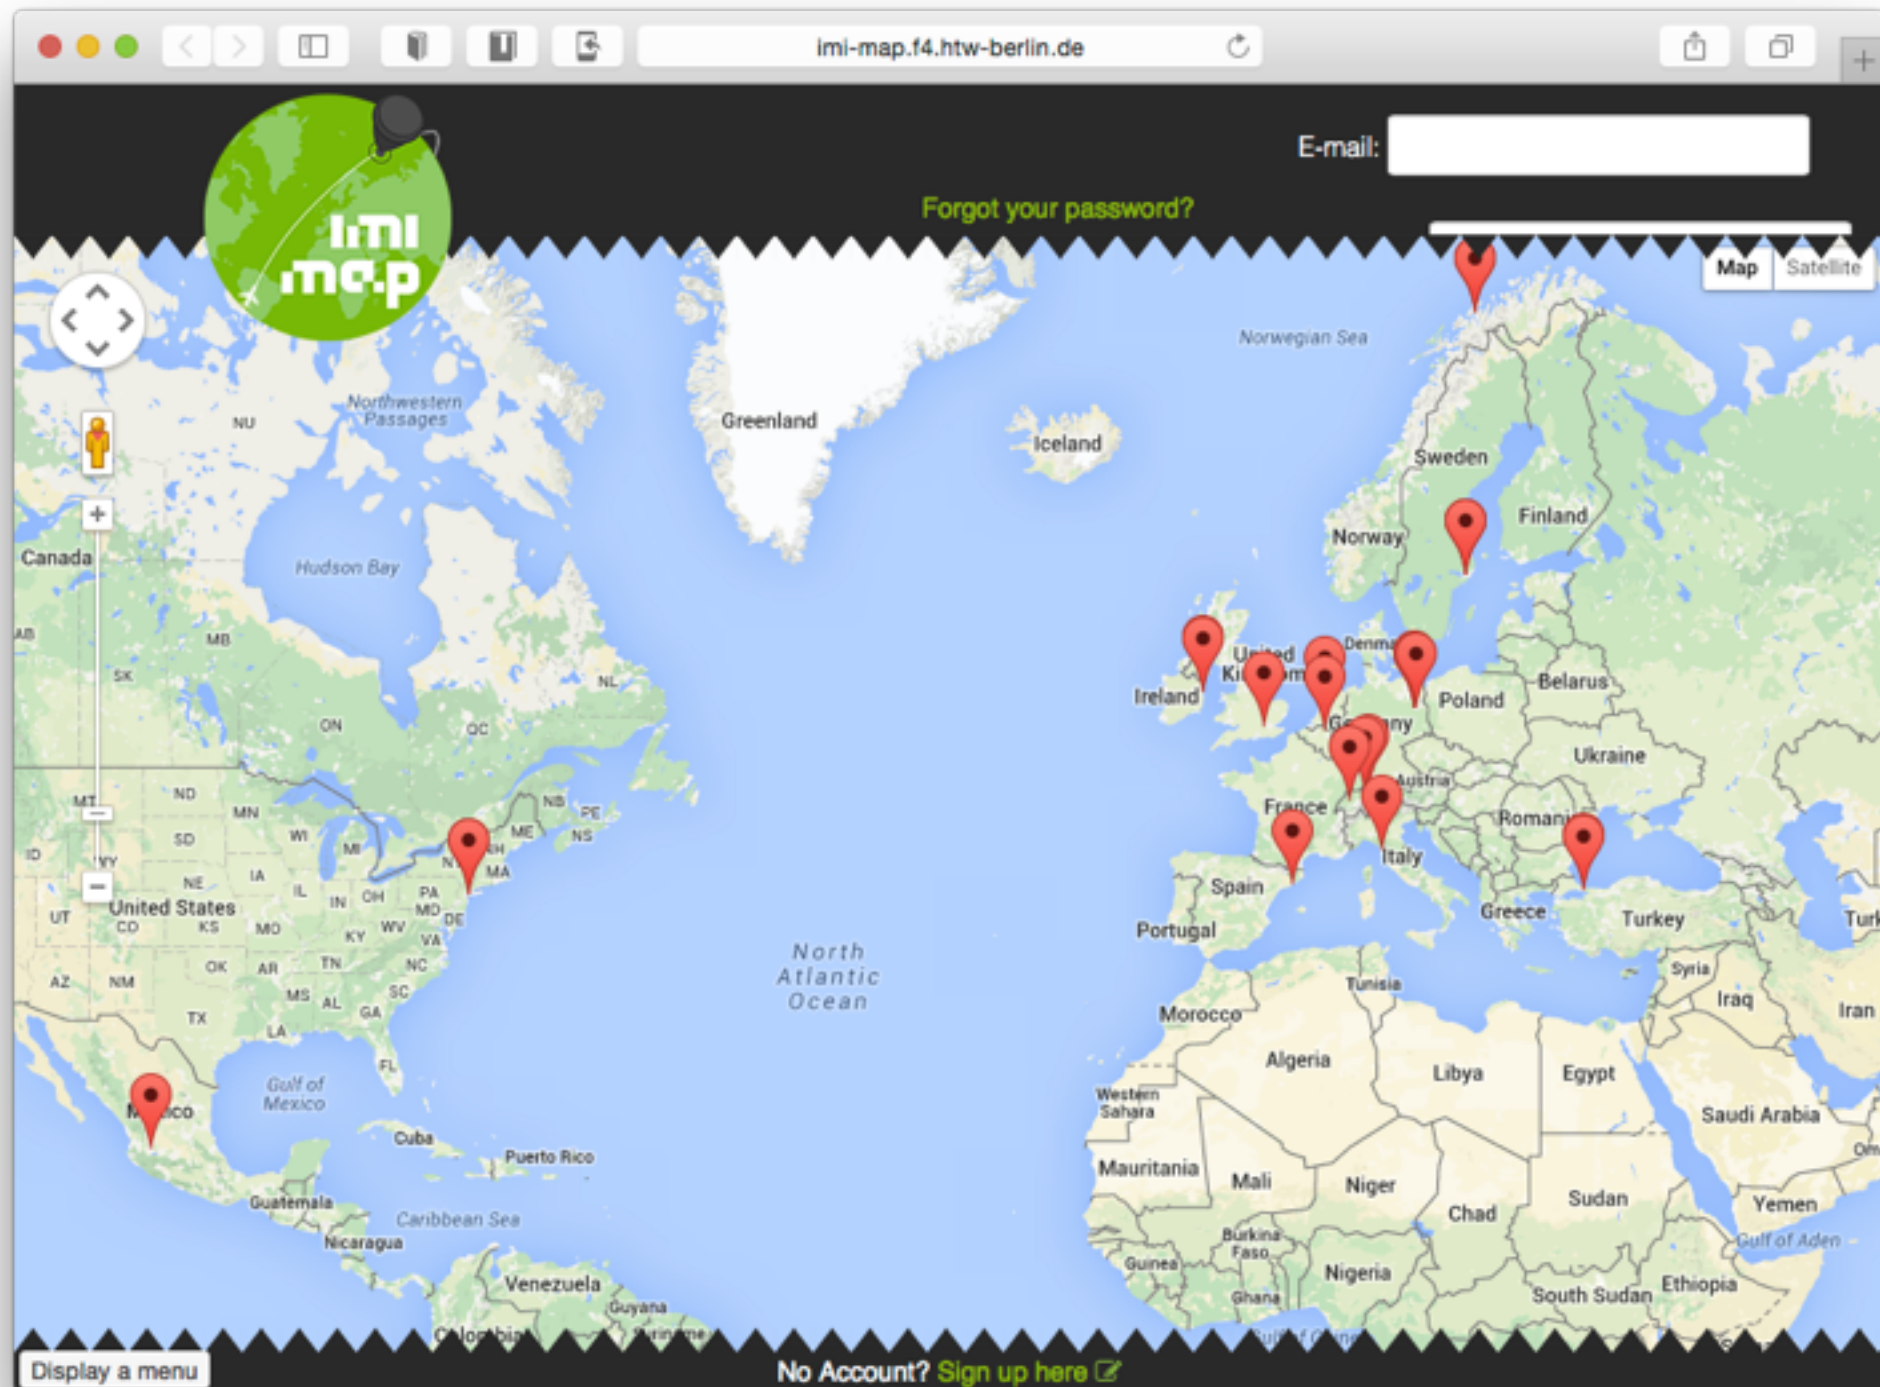 imi-map.f4.htw-berlin.de
E-mail:
Forgot your password?
imi
map
Map Satellite
Norwegian Sea
Northwestern
Passages
NU
Greenland
Iceland
Sweden
Finland
Norway
Canada
Hudson Bay
AB
MB
SK
NL
United
Ireland
Poland
Belarus
ON
QC
Ukraine
Austria
MT
ND
MN
NB
PE
WI
MI
ME
NS
France
SD
ID
WY
MA
Italy
NE
IA
IL
IN
OH
PA
MD
DE
Spain
Greece
Turkey
UT
United States
CO
KS
MO
KY
WV
VA
Portugal
North
Atlantic
Ocean
AZ
NM
OK
AR
TN
NC
Syria
Iraq
Iran
Tunisia
MS
AL
GA
SC
TX
LA
Morocco
FL
Algeria
Libya
Egypt
Gulf of
Mexico
Western
Sahara
Saudi Arabia
Cuba
Puerto Rico
Mauritania
Mali
Niger
Chad
Sudan
Yemen
Guatemala
Caribbean Sea
Nicaragua
Burkina
Faso
Gulf of Aden
Guinea
Nigeria
Venezuela
Ghana
South Sudan
Ethiopia
Guyana
Colombia
Suriname
Display a menu
No Account? Sign up here